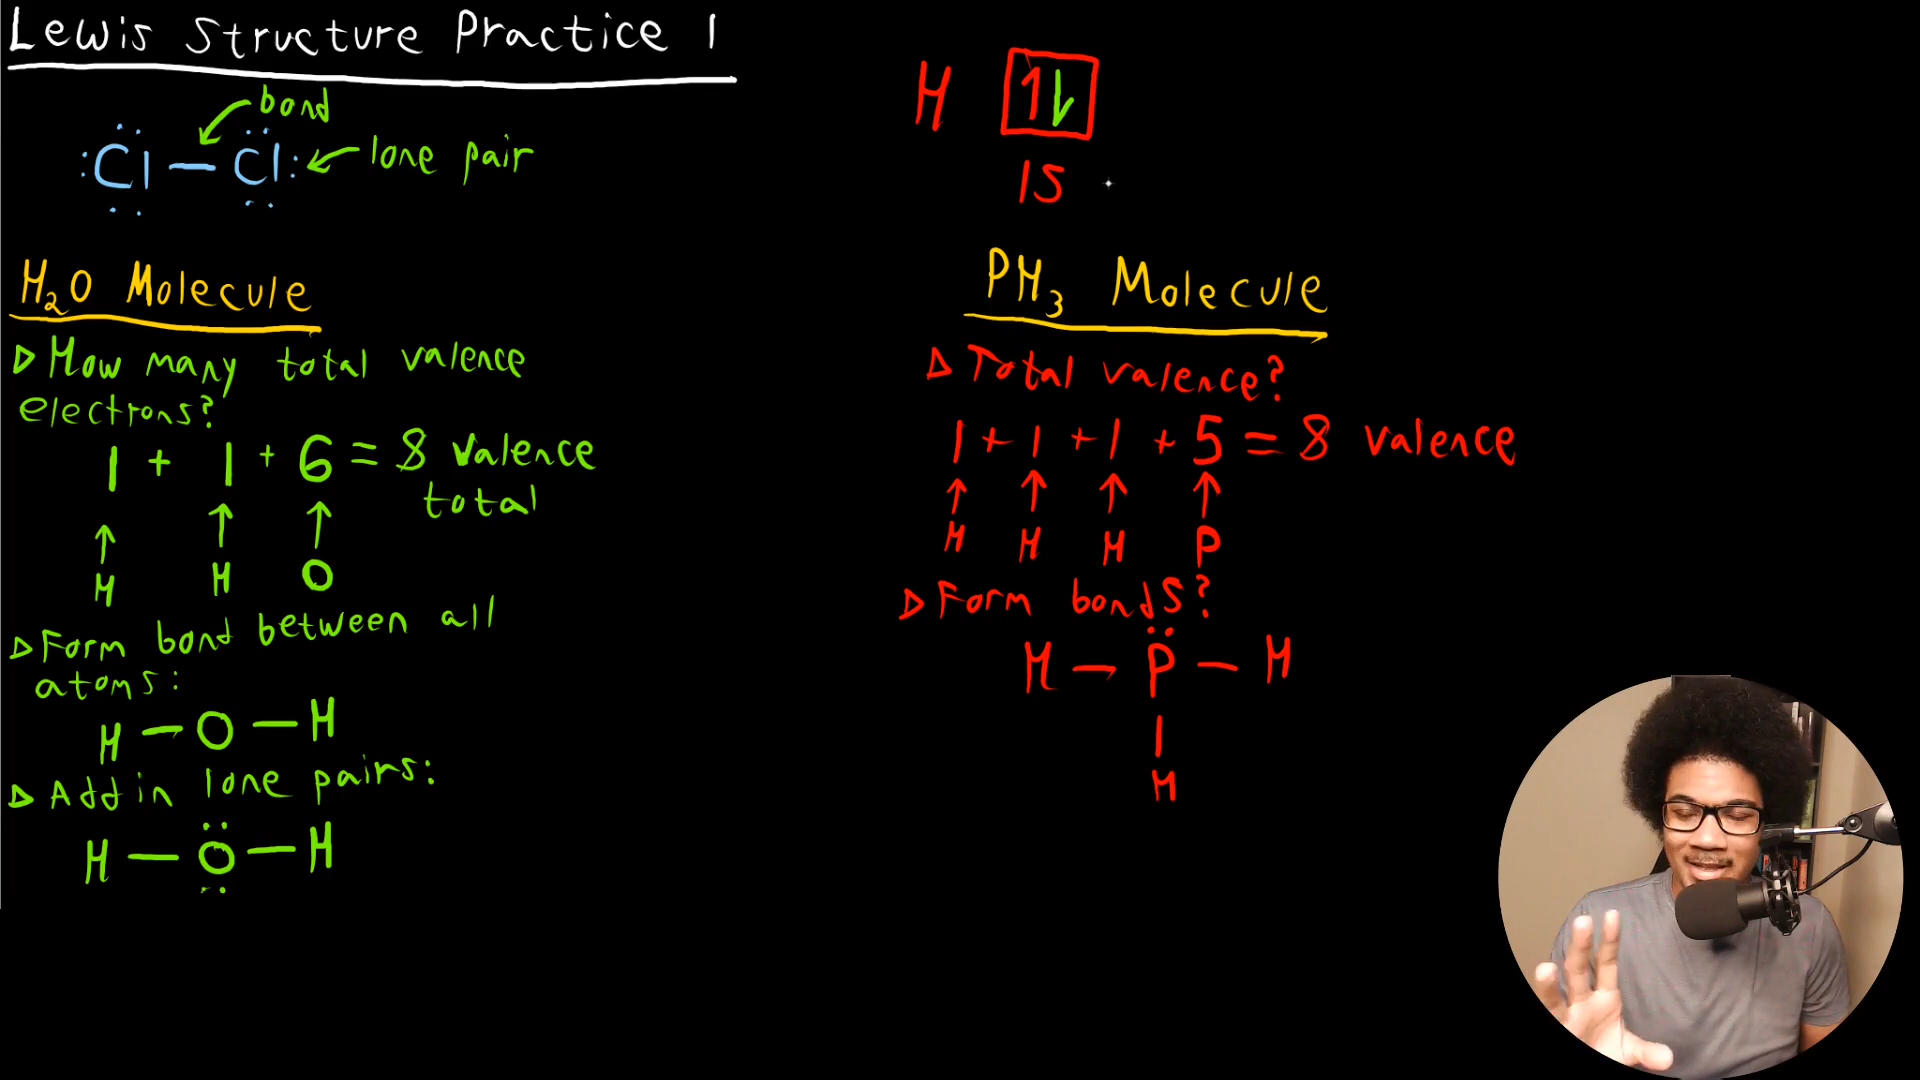 Lewis Structure Practice 1
bond
:Cl — Cl: lone pair
H₂O Molecule
▷ How many total valence
electrons?
1 + 1 + 6 = 8 valence
total
H H O
▷ Form bond between all
atoms:
H — O — H
▷ Add in lone pairs:
H — Ö — H
H 1↓
1S
PH₃ Molecule
▷ Total valence?
1 + 1 + 1 + 5 = 8 valence
H H H P
▷ Form bonds?
H — P̈ — H
|
H